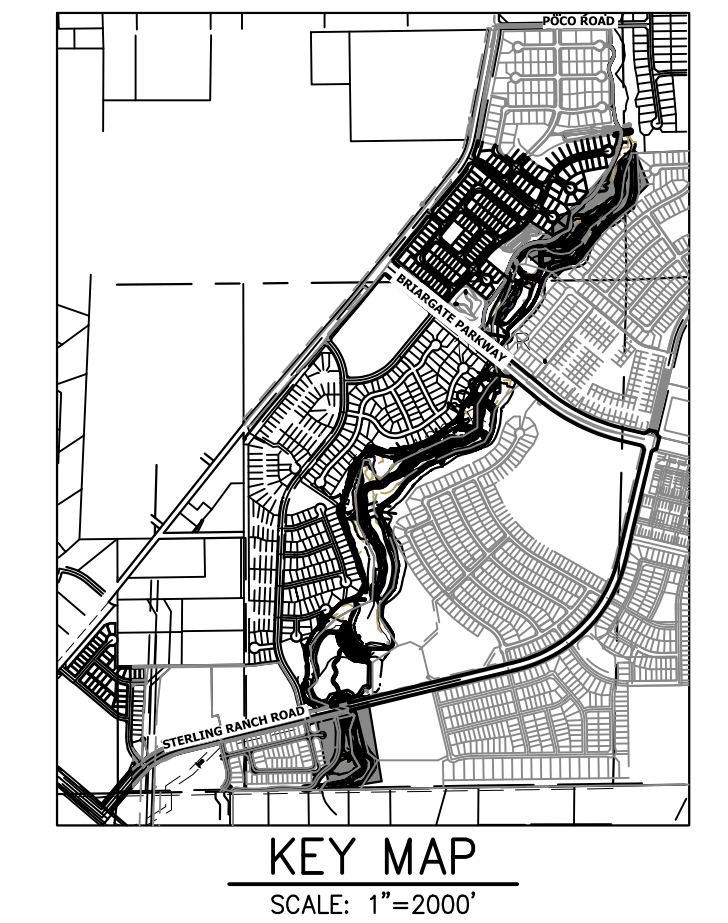 POCO ROAD
BRIARGATE PARKWAY
STERLING RANCH ROAD
KEY MAP
SCALE: 1"=2000'